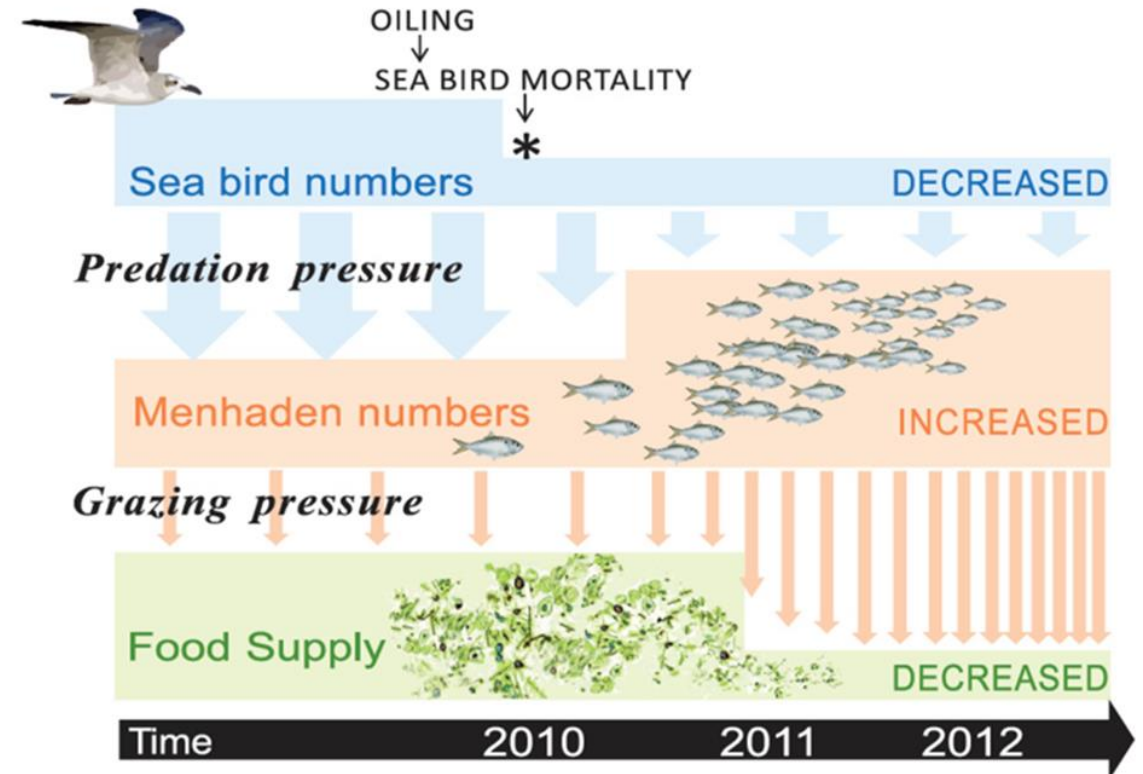 OILING
SEA BIRD MORTALITY
*
Sea bird numbers DECREASED
Predation pressure
Menhaden numbers INCREASED
Grazing pressure
Food Supply DECREASED
Time 2010 2011 2012